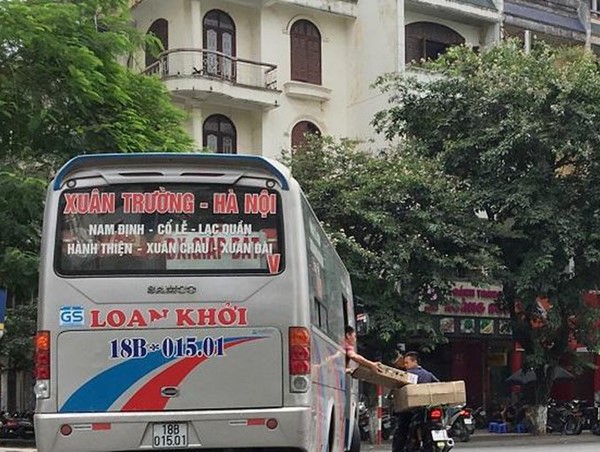 XUÂN TRƯỜNG - HÀ NỘI
NAM ĐỊNH - CỔ LỄ - LẠC QUẦN
HÀNH THIỆN - XUÂN CHÂU - XUÂN ĐÀI
V
SAMCO
GS
LOAN KHỞI
18B*015.01
18B
015.01